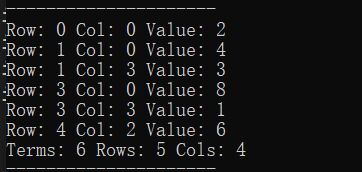 ---------------------
Row: 0 Col: 0 Value: 2
Row: 1 Col: 0 Value: 4
Row: 1 Col: 3 Value: 3
Row: 3 Col: 0 Value: 8
Row: 3 Col: 3 Value: 1
Row: 4 Col: 2 Value: 6
Terms: 6 Rows: 5 Cols: 4
---------------------